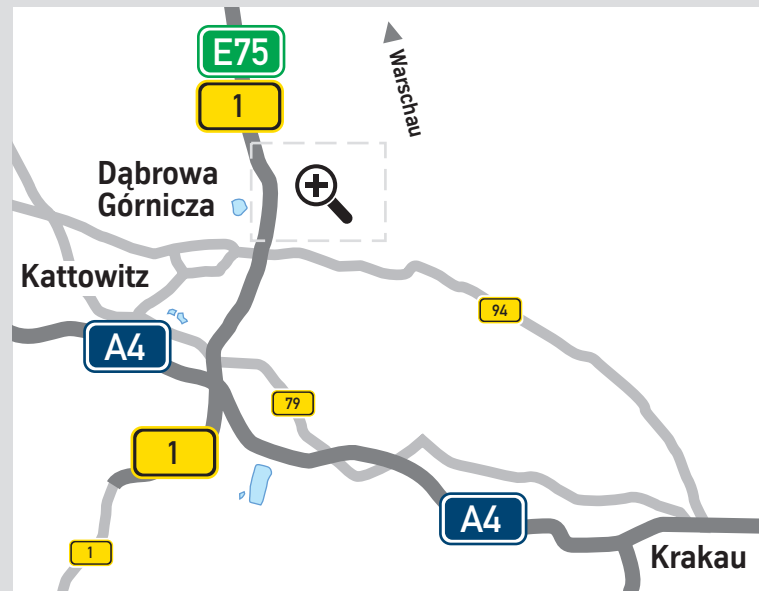 E75
1
Warschau
Dąbrowa
Górnicza
Kattowitz
94
A4
79
1
A4
1
Krakau